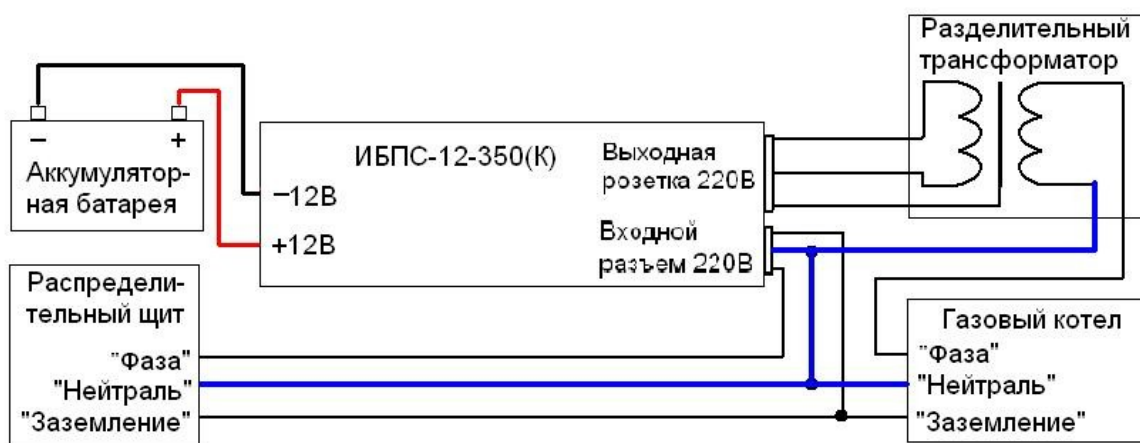 Разделительный
трансформатор
− +
Аккумулятор-
ная батарея
ИБПС-12-350(К)
−12В
+12В
Выходная
розетка 220В
Входной
разъем 220В
Распредели-
тельный щит
"Фаза"
"Нейтраль"
"Заземление"
Газовый котел
"Фаза"
"Нейтраль"
"Заземление"